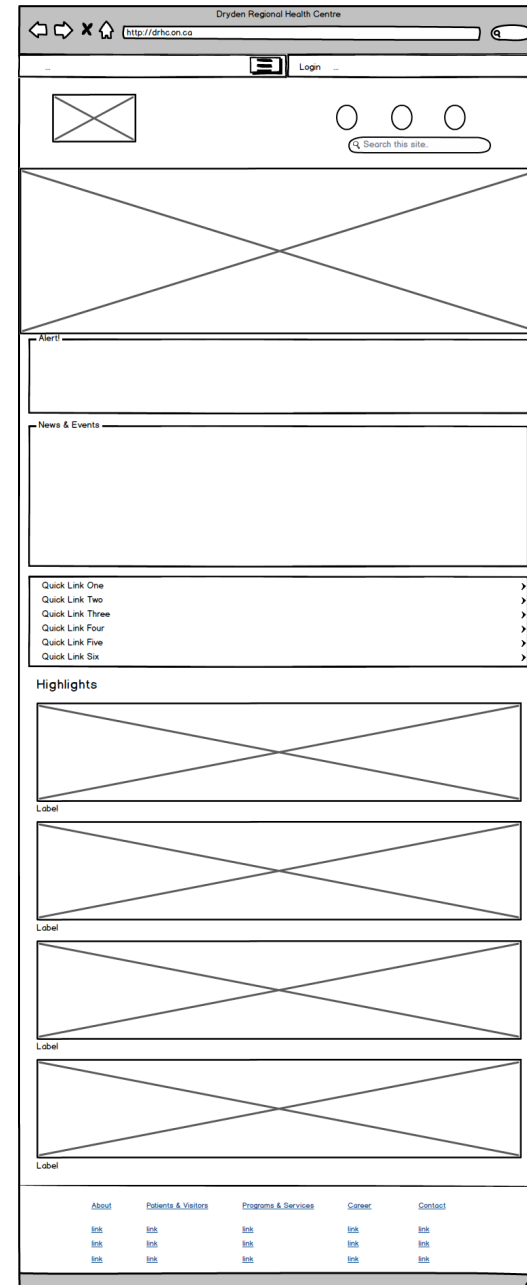 Dryden Regional Health Centre
http://drhc.on.ca
... Login ...
Search this site..
Alert!
News & Events
Quick Link One
Quick Link Two
Quick Link Three
Quick Link Four
Quick Link Five
Quick Link Six
Highlights
Label
Label
Label
Label
About Patients & Visitors Programs & Services Career Contact
link link link link link
link link link link link
link link link link link